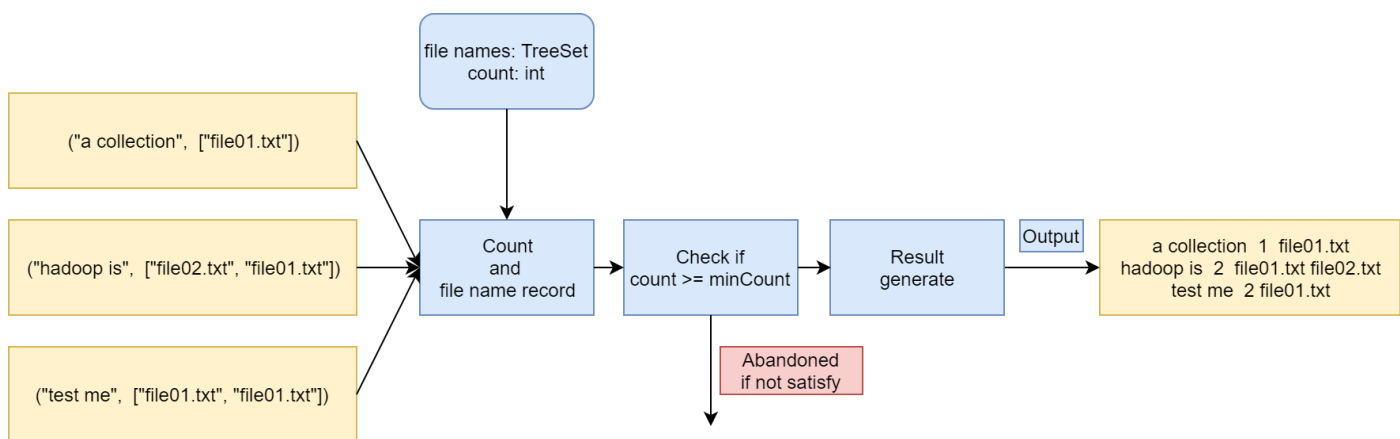 file names: TreeSet
count: int
("a collection",  ["file01.txt"])
("hadoop is",  ["file02.txt", "file01.txt"])
("test me",  ["file01.txt", "file01.txt"])
Count
and
file name record
Check if
count >= minCount
Abandoned
if not satisfy
Result
generate
Output
a collection  1  file01.txt
hadoop is  2  file01.txt file02.txt
test me  2 file01.txt